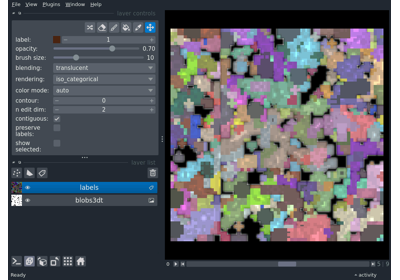 File View Plugins Window Help
layer controls
label: 1
opacity: 0.70
brush size: 10
blending: translucent
rendering: iso_categorical
color mode: auto
contour: 0
n edit dim: 2
contiguous:
preserve
labels:
show
selected:
layer list
labels
blobs3dt
activity